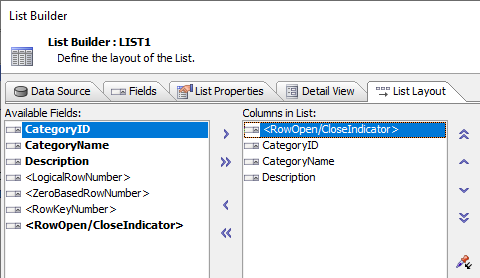 List Builder
List Builder : LIST1
Define the layout of the List.
Data Source
Fields
List Properties
Detail View
List Layout
Available Fields:
CategoryID
CategoryName
Description
<LogicalRowNumber>
<ZeroBasedRowNumber>
<RowKeyNumber>
<RowOpen/CloseIndicator>
Columns in List:
<RowOpen/CloseIndicator>
CategoryID
CategoryName
Description